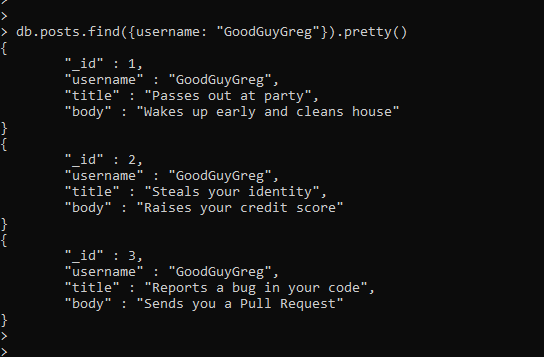 >
>
> db.posts.find({username: "GoodGuyGreg"}).pretty()
{
        "_id" : 1,
        "username" : "GoodGuyGreg",
        "title" : "Passes out at party",
        "body" : "Wakes up early and cleans house"
}
{
        "_id" : 2,
        "username" : "GoodGuyGreg",
        "title" : "Steals your identity",
        "body" : "Raises your credit score"
}
{
        "_id" : 3,
        "username" : "GoodGuyGreg",
        "title" : "Reports a bug in your code",
        "body" : "Sends you a Pull Request"
}
>
>